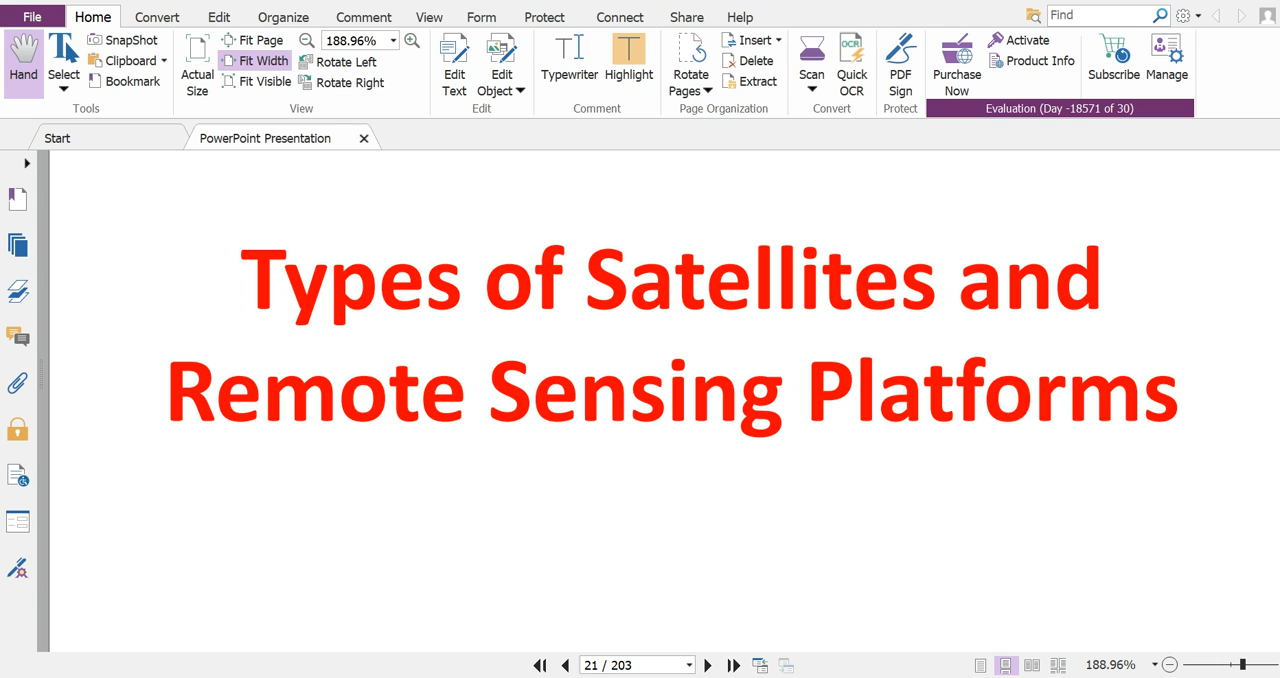 File Home Convert Edit Organize Comment View Form Protect Connect Share Help Find
Hand
Select
SnapShot
Clipboard
Bookmark
Tools
Actual
Size
Fit Page
Fit Width
Fit Visible
188.96%
Rotate Left
Rotate Right
View
Edit
Text
Edit
Object
Edit
Typewriter
Highlight
Comment
Rotate
Pages
Insert
Delete
Extract
Page Organization
Scan
Quick
OCR
OCR
Convert
PDF
Sign
Protect
Purchase
Now
Activate
Product Info
Subscribe
Manage
Evaluation (Day -18571 of 30)
Start
PowerPoint Presentation
Types of Satellites and
Remote Sensing Platforms
21 / 203
188.96%